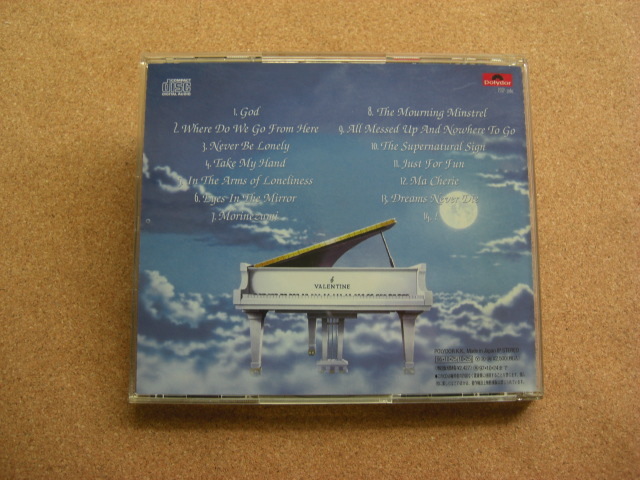 COMPACT
disc
DIGITAL AUDIO
Polydor
1. God
2. Where Do We Go From Here
3. Never Be Lonely
4. Take My Hand
5. In The Arms of Loneliness
6. Eyes In The Mirror
7. Morinezumi
8. The Mourning Minstrel
9. All Messed Up And Nowhere To Go
10. The Supernatural Sign
11. Just For Fun
12. Ma Cherie
13. Dreams Never Die
14.
VALENTINE